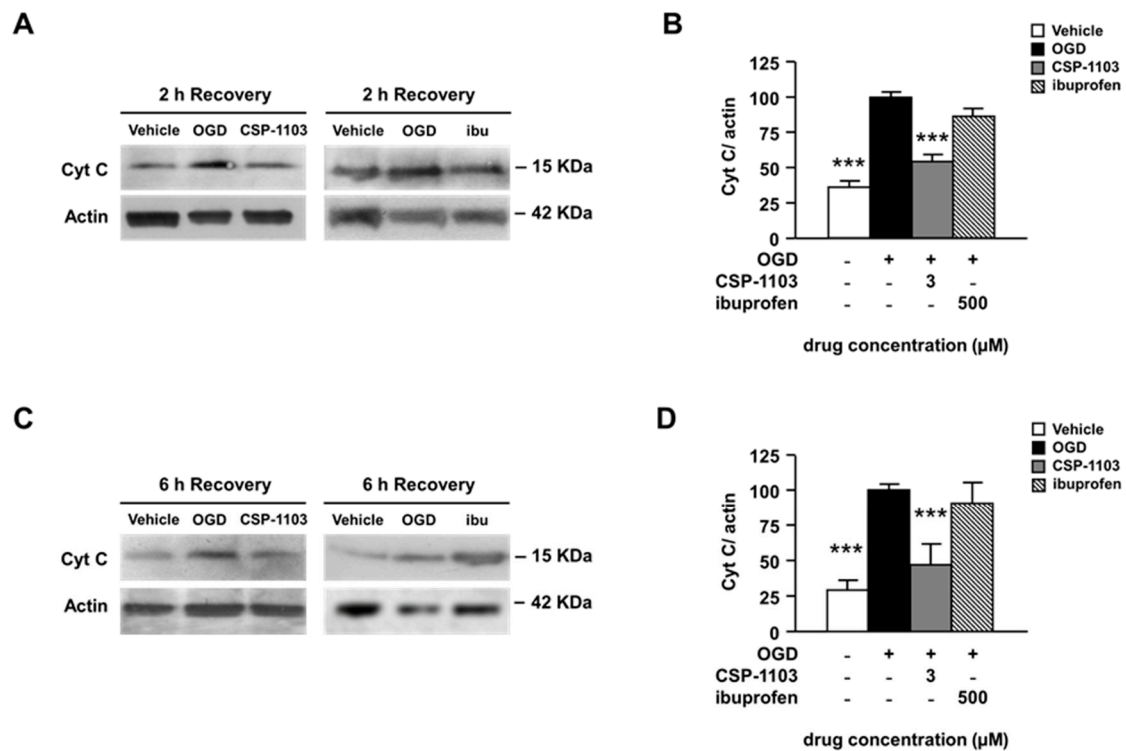 A
2 h Recovery 2 h Recovery
Vehicle OGD CSP-1103 Vehicle OGD ibu
Cyt C – 15 KDa
Actin – 42 KDa
B
Vehicle
OGD
CSP-1103
ibuprofen
Cyt C/ actin
125
100
75
50
25
0
***
***
OGD - + + +
CSP-1103 - - 3 -
ibuprofen - - - 500
drug concentration (µM)
C
6 h Recovery 6 h Recovery
Vehicle OGD CSP-1103 Vehicle OGD ibu
Cyt C – 15 KDa
Actin – 42 KDa
D
Vehicle
OGD
CSP-1103
ibuprofen
Cyt C/ actin
125
100
75
50
25
0
***
***
OGD - + + +
CSP-1103 - - 3 -
ibuprofen - - - 500
drug concentration (µM)